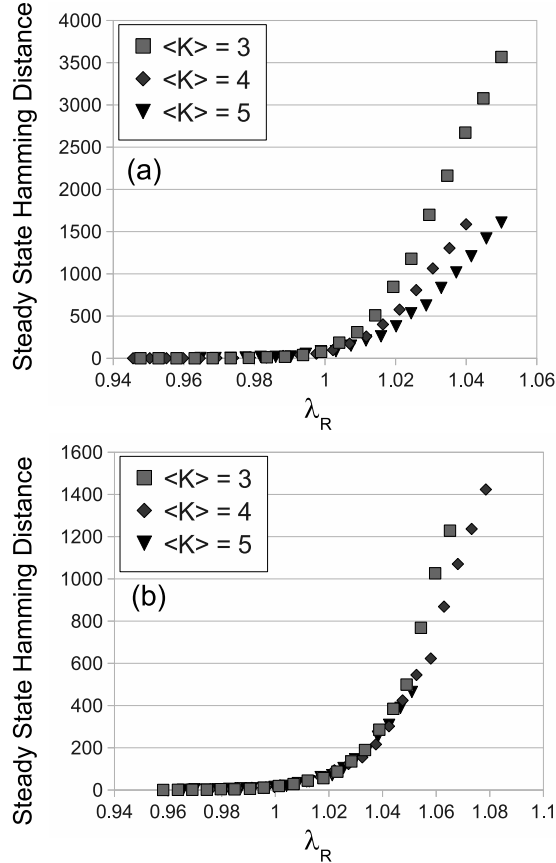 Steady State Hamming Distance
4000
3500
3000
2500
2000
1500
1000
500
0
<K> = 3
<K> = 4
<K> = 5
(a)
0.94 0.96 0.98 1 1.02 1.04 1.06
λR
Steady State Hamming Distance
1600
1400
1200
1000
800
600
400
200
0
<K> = 3
<K> = 4
<K> = 5
(b)
0.94 0.96 0.98 1 1.02 1.04 1.06 1.08 1.1
λR